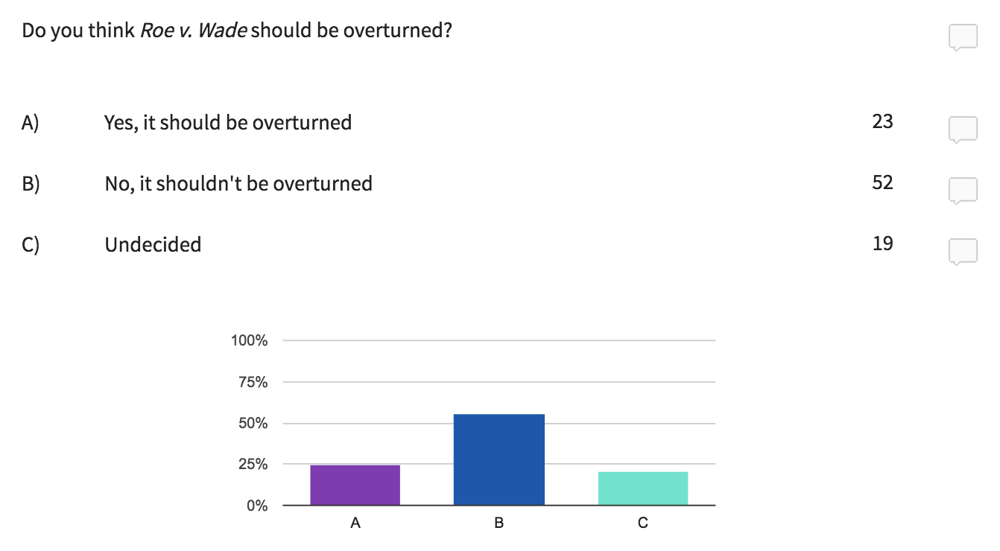 Do you think Roe v. Wade should be overturned?
A) Yes, it should be overturned 23
B) No, it shouldn't be overturned 52
C) Undecided 19
100%
75%
50%
25%
0%
A B C